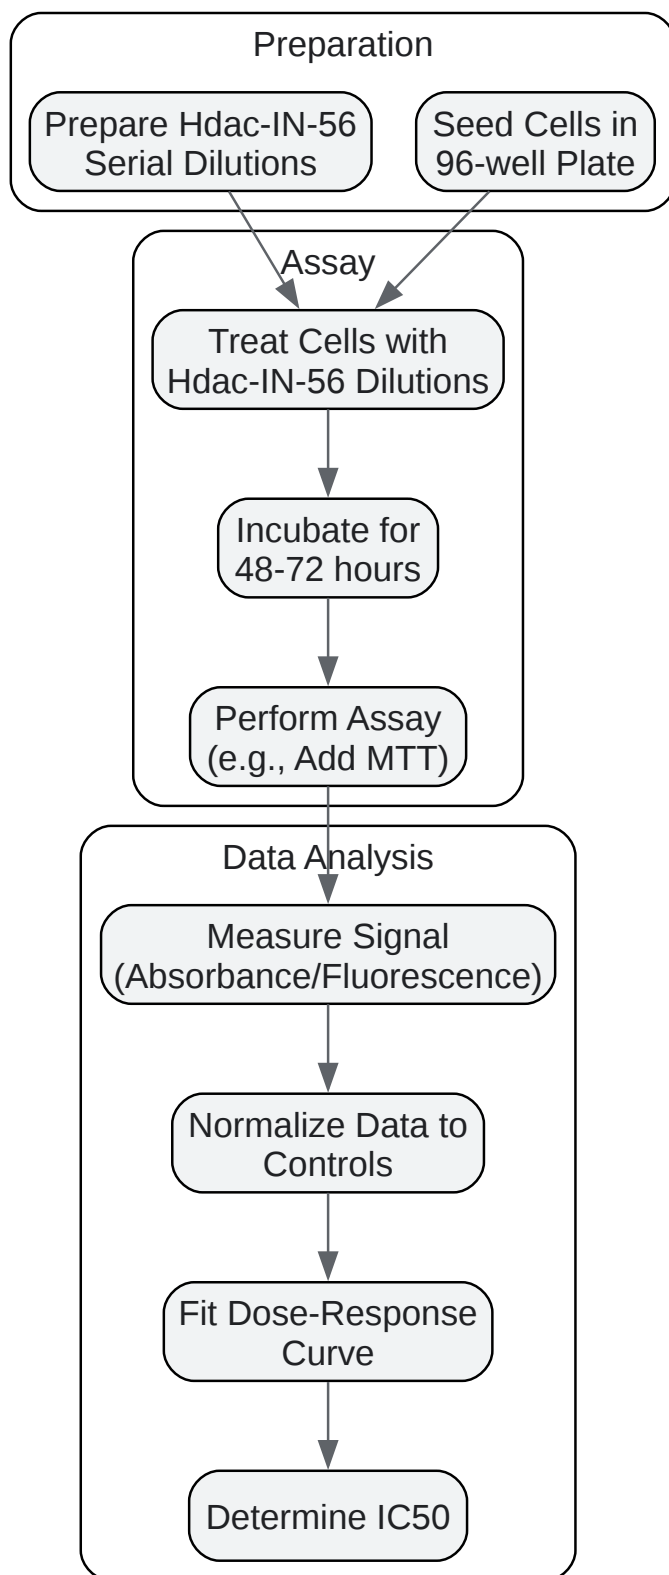 Preparation
Prepare Hdac-IN-56
Serial Dilutions
Seed Cells in
96-well Plate
Assay
Treat Cells with
Hdac-IN-56 Dilutions
Incubate for
48-72 hours
Perform Assay
(e.g., Add MTT)
Data Analysis
Measure Signal
(Absorbance/Fluorescence)
Normalize Data to
Controls
Fit Dose-Response
Curve
Determine IC50